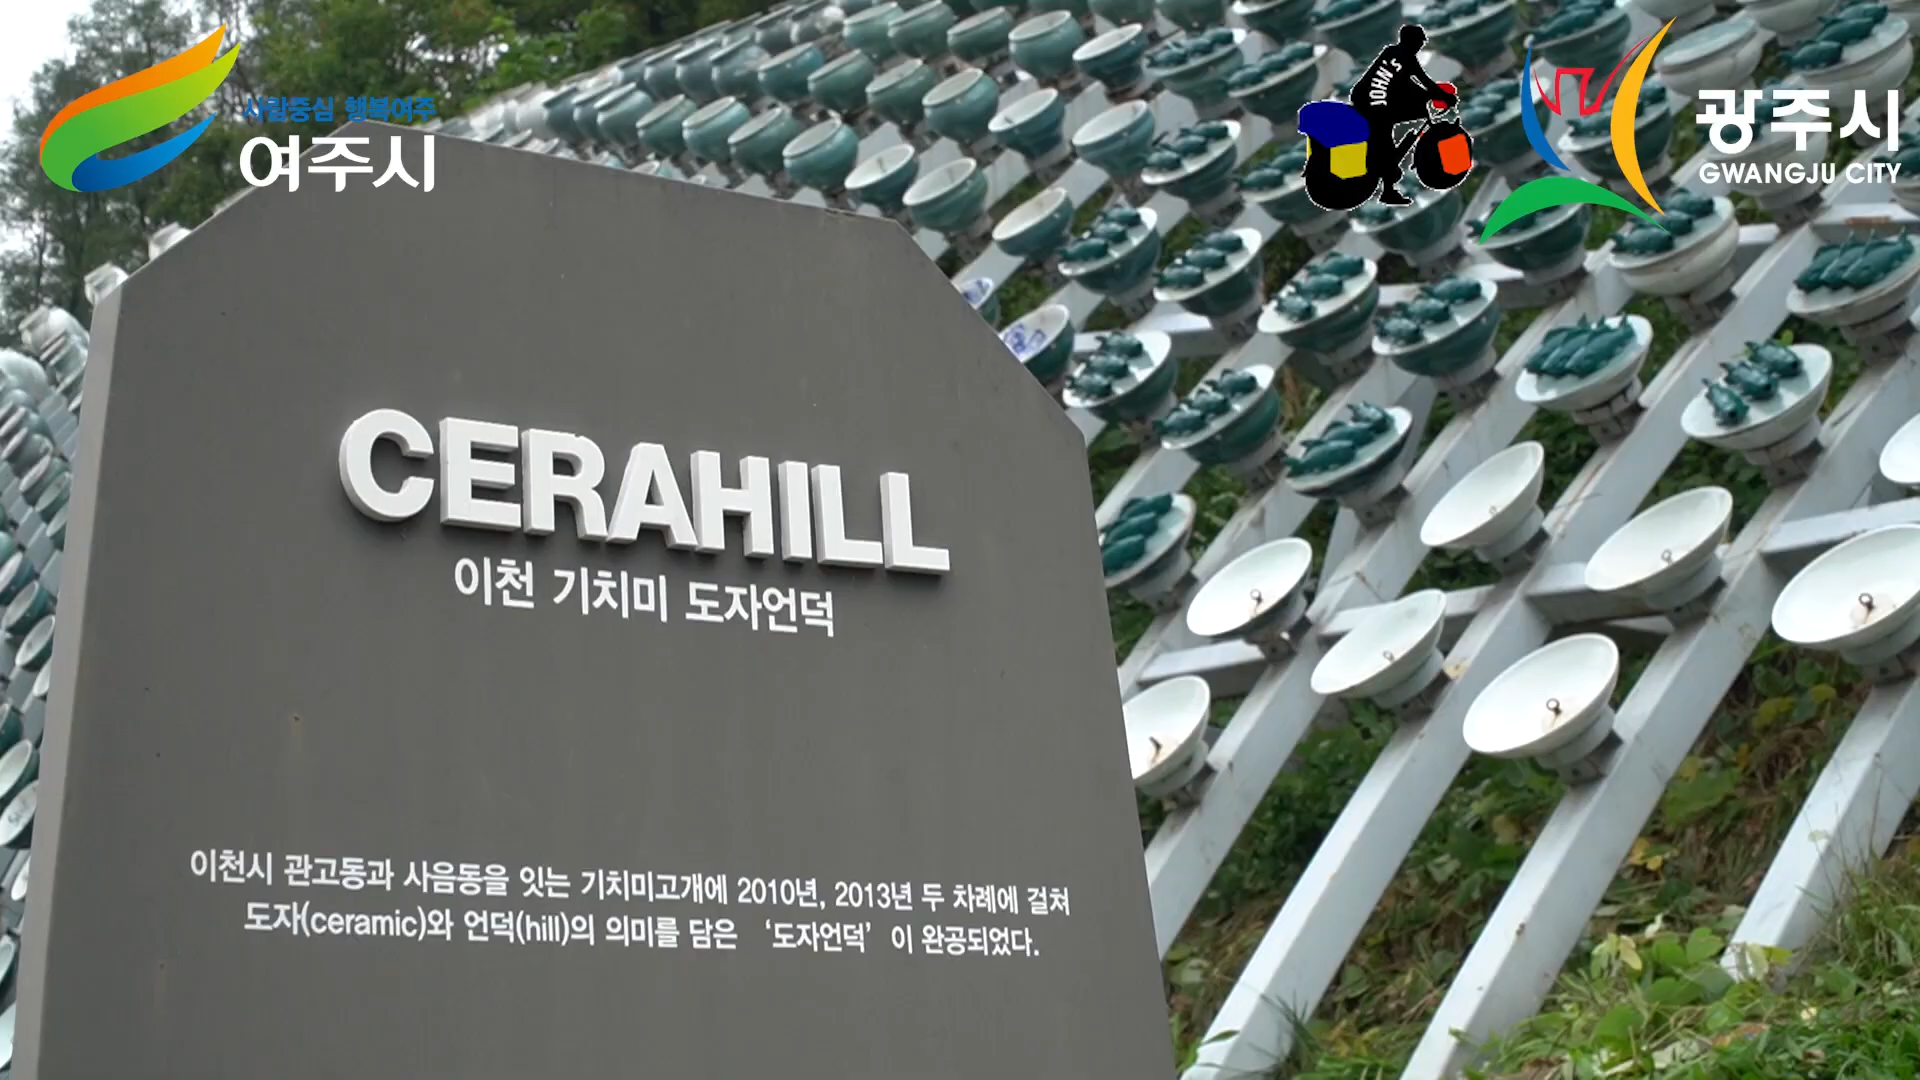 사람중심 행복여주
여주시
JOHN's
광주시
GWANGJU CITY
CERAHILL
이천 기치미 도자언덕
이천시 관고동과 사음동을 잇는 기치미고개에 2010년, 2013년 두 차례에 걸쳐
도자(ceramic)와 언덕(hill)의 의미를 담은 ‘도자언덕’이 완공되었다.